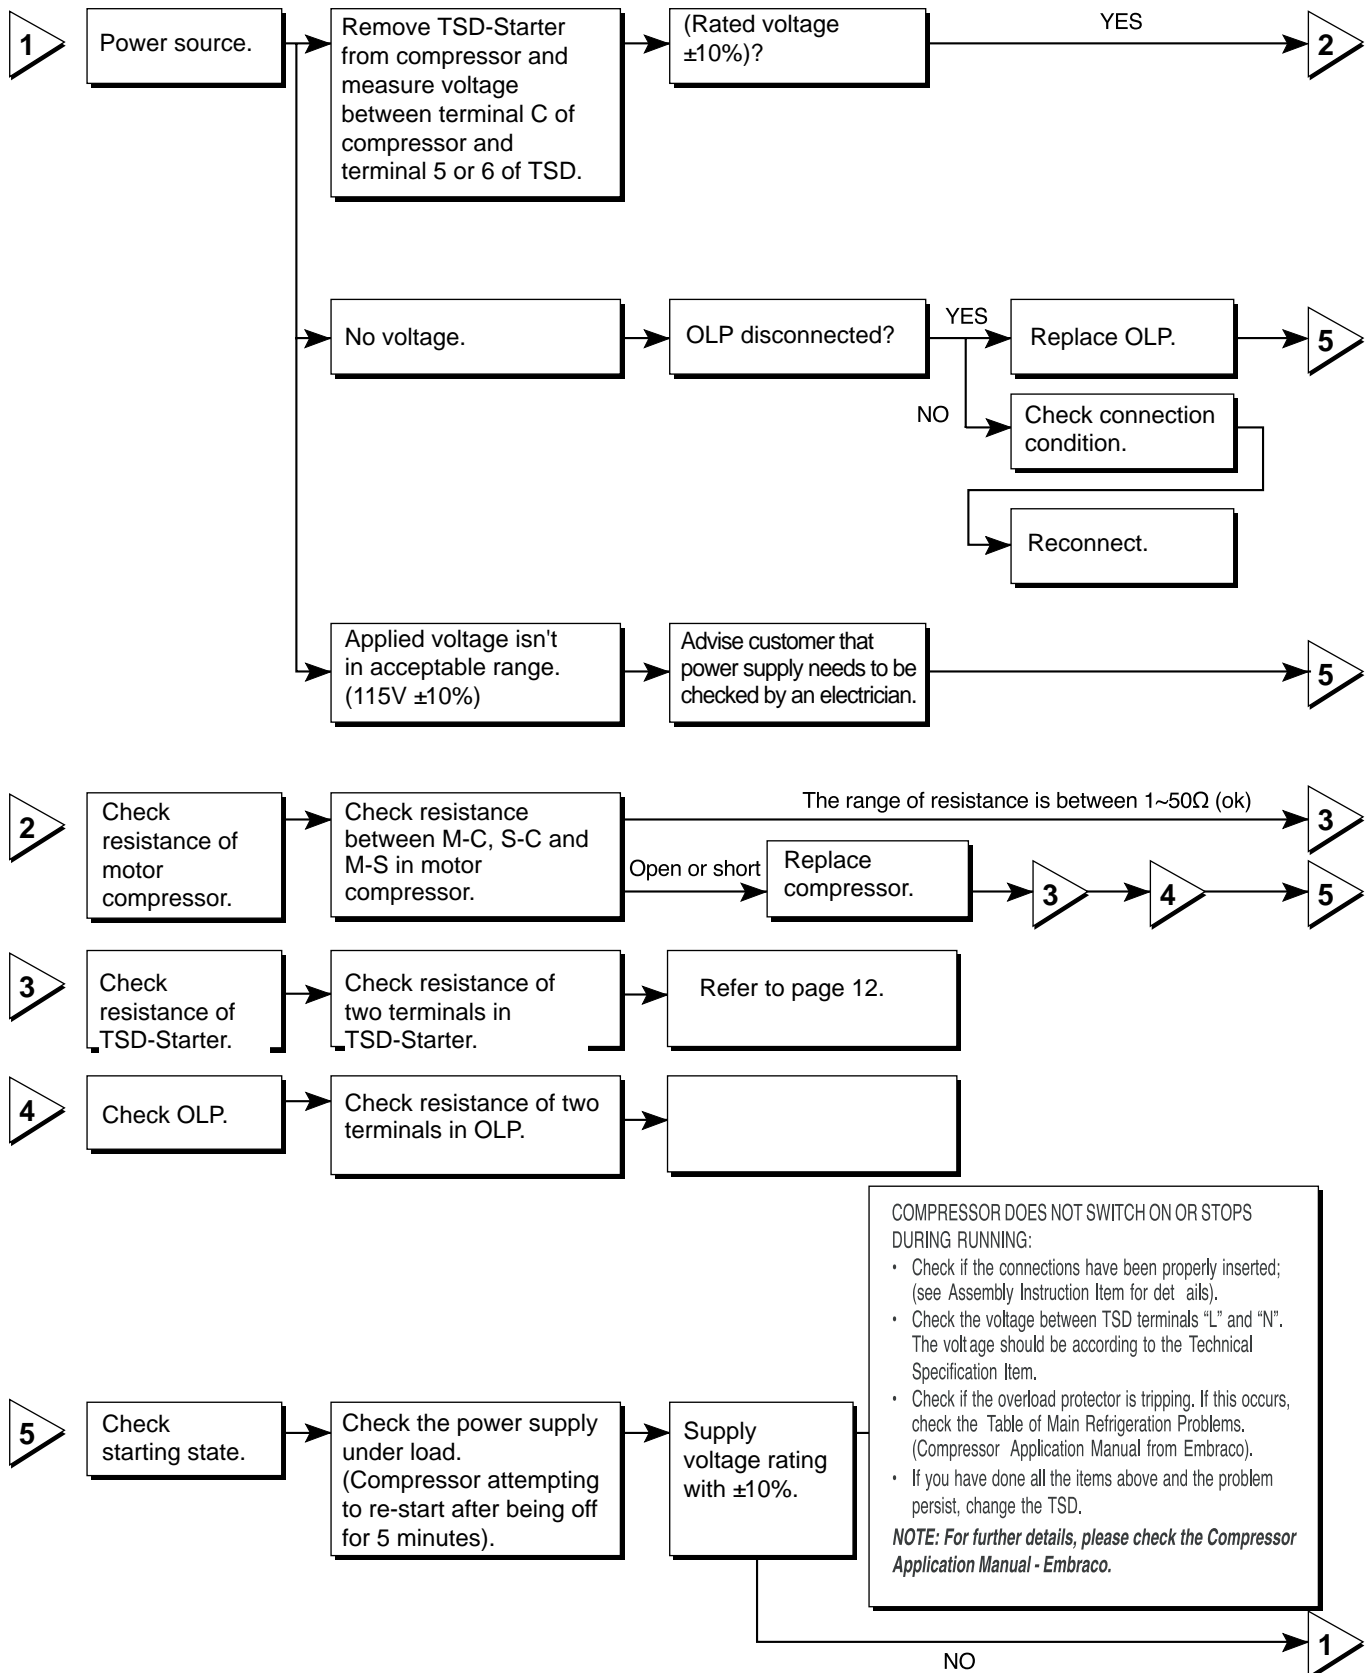 1
Power source.
Remove TSD-Starter
from compressor and
measure voltage
between terminal C of
compressor and
terminal 5 or 6 of TSD.
(Rated voltage
±10%)?
YES
2
No voltage.
OLP disconnected?
YES
Replace OLP.
5
NO
Check connection
condition.
Reconnect.
Applied voltage isn't
in acceptable range.
(115V ±10%)
Advise customer that
power supply needs to be
checked by an electrician.
5
2
Check
resistance of
motor
compressor.
Check resistance
between M-C, S-C and
M-S in motor
compressor.
The range of resistance is between 1~50Ω (ok)
3
Open or short
Replace
compressor.
3
4
5
3
Check
resistance of
TSD-Starter.
Check resistance of
two terminals in
TSD-Starter.
Refer to page 12.
4
Check OLP.
Check resistance of two
terminals in OLP.
5
Check
starting state.
Check the power supply
under load.
(Compressor attempting
to re-start after being off
for 5 minutes).
Supply
voltage rating
with ±10%.
COMPRESSOR DOES NOT SWITCH ON OR STOPS
DURING RUNNING:
• Check if the connections have been properly inserted;
(see Assembly Instruction Item for det ails).
• Check the voltage between TSD terminals “L” and “N”.
The volt age should be according to the Technical
Specification Item.
• Check if the overload protector is tripping. If this occurs,
check the Table of Main Refrigeration Problems.
(Compressor Application Manual from Embraco).
• If you have done all the items above and the problem
persist, change the TSD.
NOTE: For further details, please check the Compressor
Application Manual - Embraco.
NO
1